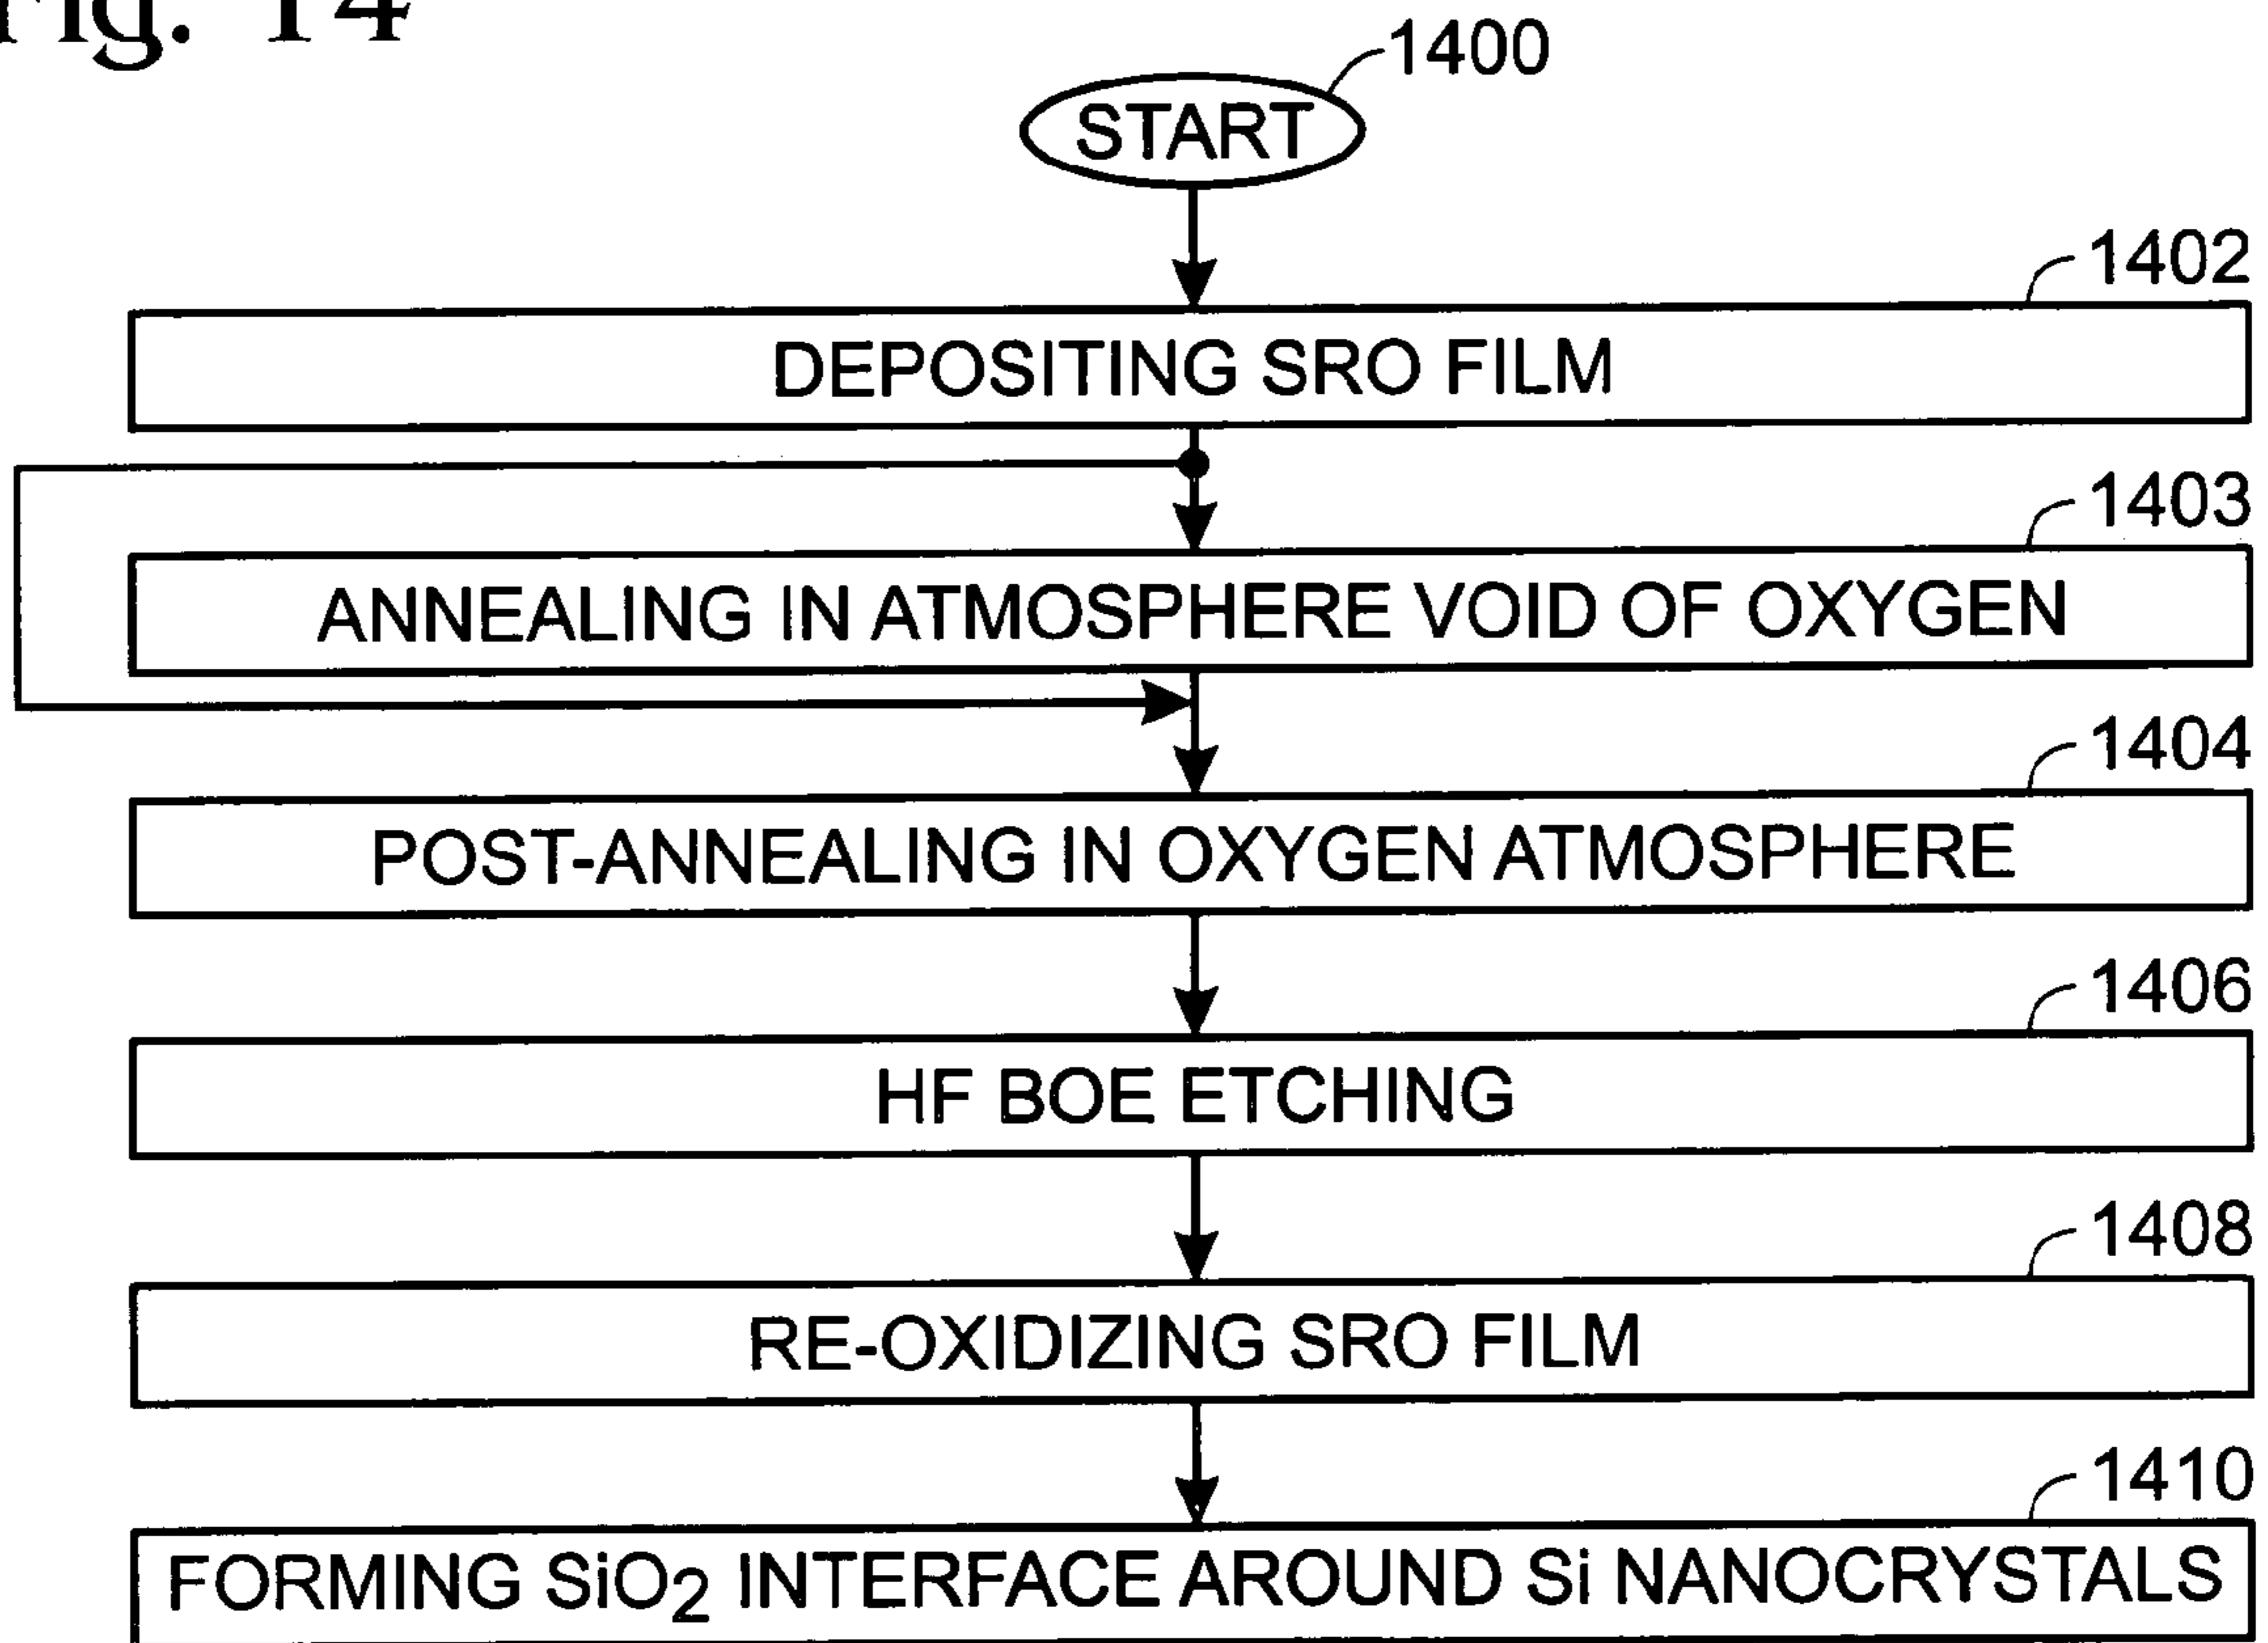 Fig. 14
1400
START
1402
DEPOSITING SRO FILM
1403
ANNEALING IN ATMOSPHERE VOID OF OXYGEN
1404
POST-ANNEALING IN OXYGEN ATMOSPHERE
1406
HF BOE ETCHING
1408
RE-OXIDIZING SRO FILM
1410
FORMING SiO₂ INTERFACE AROUND Si NANOCRYSTALS